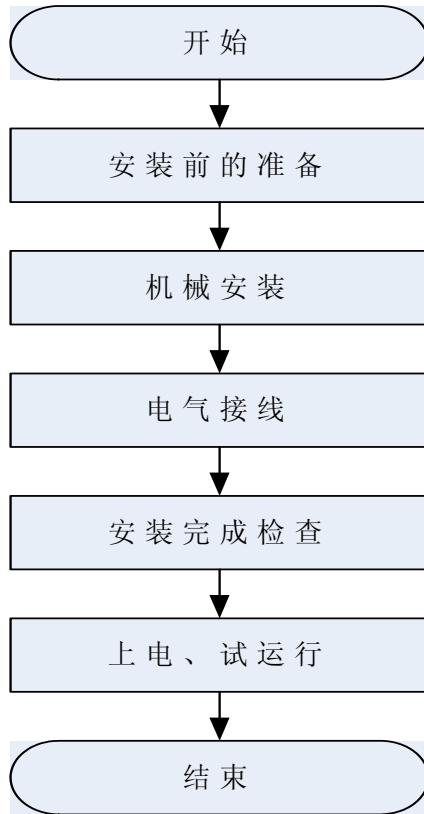 开始
安装前的准备
机械安装
电气接线
安装完成检查
上电、试运行
结束